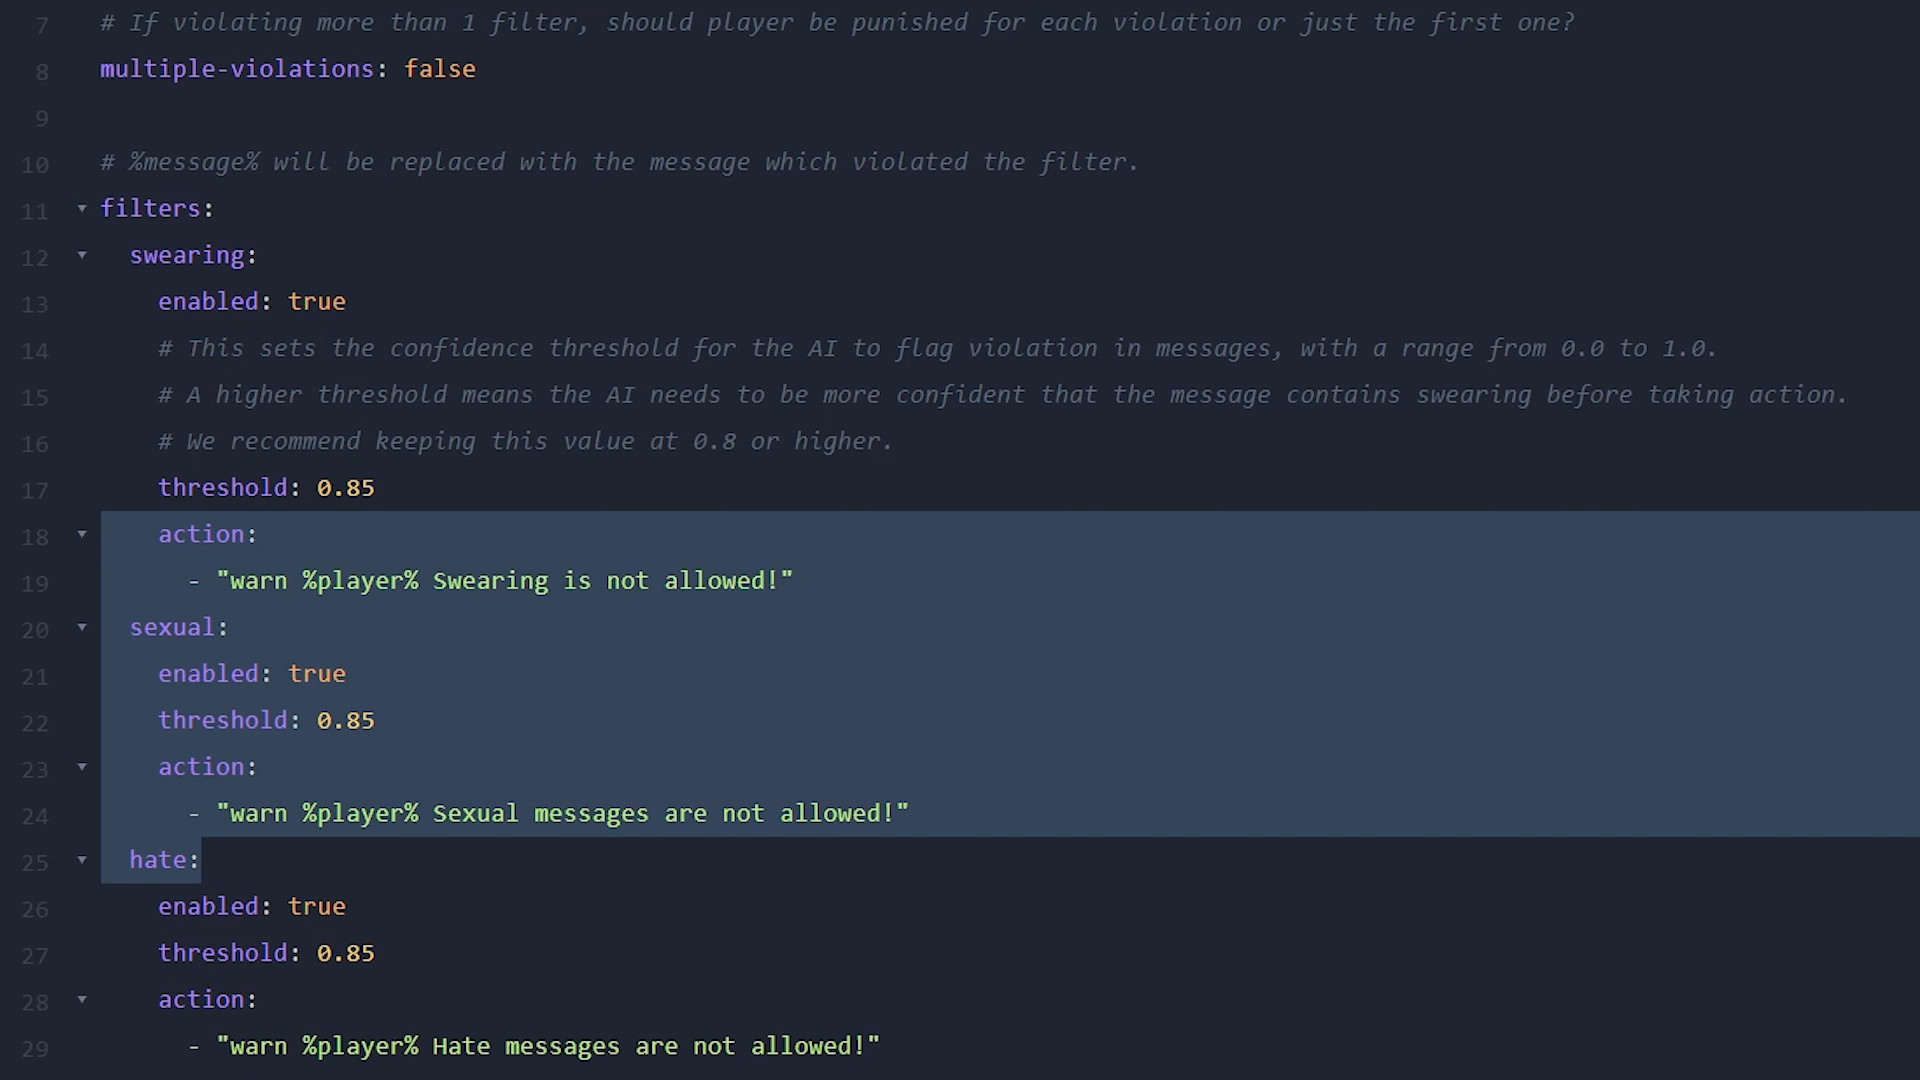 7 # If violating more than 1 filter, should player be punished for each violation or just the first one?
8 multiple-violations: false
9
10 # %message% will be replaced with the message which violated the filter.
11 filters:
12 swearing:
13 enabled: true
14 # This sets the confidence threshold for the AI to flag violation in messages, with a range from 0.0 to 1.0.
15 # A higher threshold means the AI needs to be more confident that the message contains swearing before taking action.
16 # We recommend keeping this value at 0.8 or higher.
17 threshold: 0.85
18 action:
19 - "warn %player% Swearing is not allowed!"
20 sexual:
21 enabled: true
22 threshold: 0.85
23 action:
24 - "warn %player% Sexual messages are not allowed!"
25 hate:
26 enabled: true
27 threshold: 0.85
28 action:
29 - "warn %player% Hate messages are not allowed!"